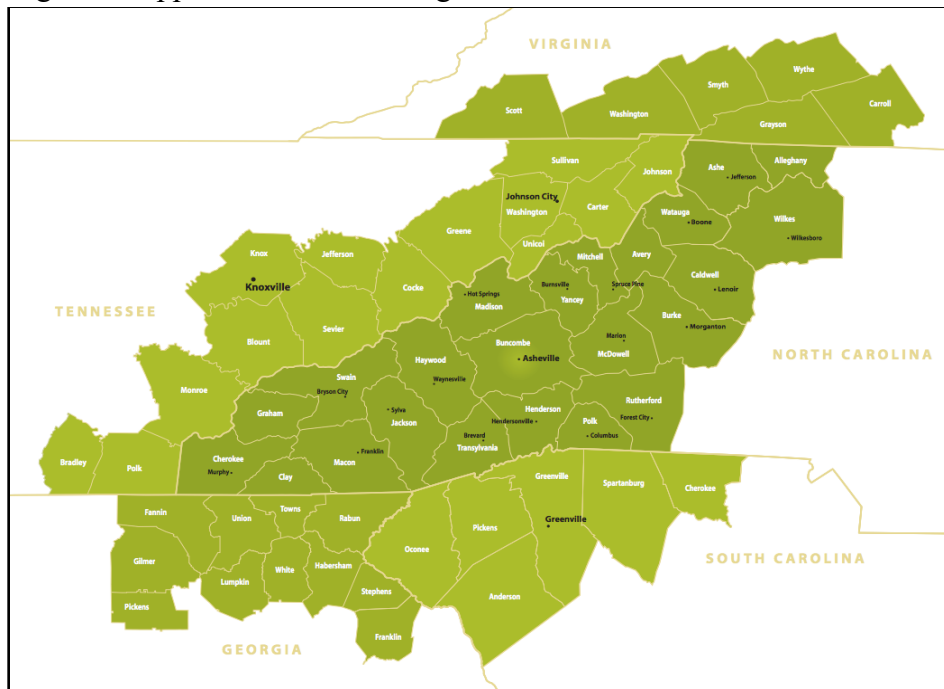 VIRGINIA
Wythe
Smyth
Carroll
Scott
Washington
Grayson
Sullivan
Johnson
Ashe
Alleghany
Jefferson
Johnson City
Washington
Carter
Watauga
Boone
Wilkes
Wilkesboro
Greene
Unicoi
Mitchell
Avery
Knox
Jefferson
Knoxville
Cocke
Hot Springs
Madison
Burnsville
Yancey
Spruce Pine
Caldwell
Lenoir
TENNESSEE
Burke
Morganton
Blount
Sevier
Buncombe
Asheville
Marion
McDowell
NORTH CAROLINA
Haywood
Waynesville
Swain
Bryson City
Monroe
Graham
Sylva
Jackson
Henderson
Hendersonville
Rutherford
Forest City
Polk
Columbus
Brevard
Transylvania
Bradley
Polk
Cherokee
Murphy
Clay
Macon
Franklin
Greenville
Spartanburg
Cherokee
Fannin
Union
Towns
Rabun
Greenville
Pickens
Oconee
SOUTH CAROLINA
Gilmer
Lumpkin
White
Habersham
Stephens
Anderson
Pickens
Franklin
GEORGIA